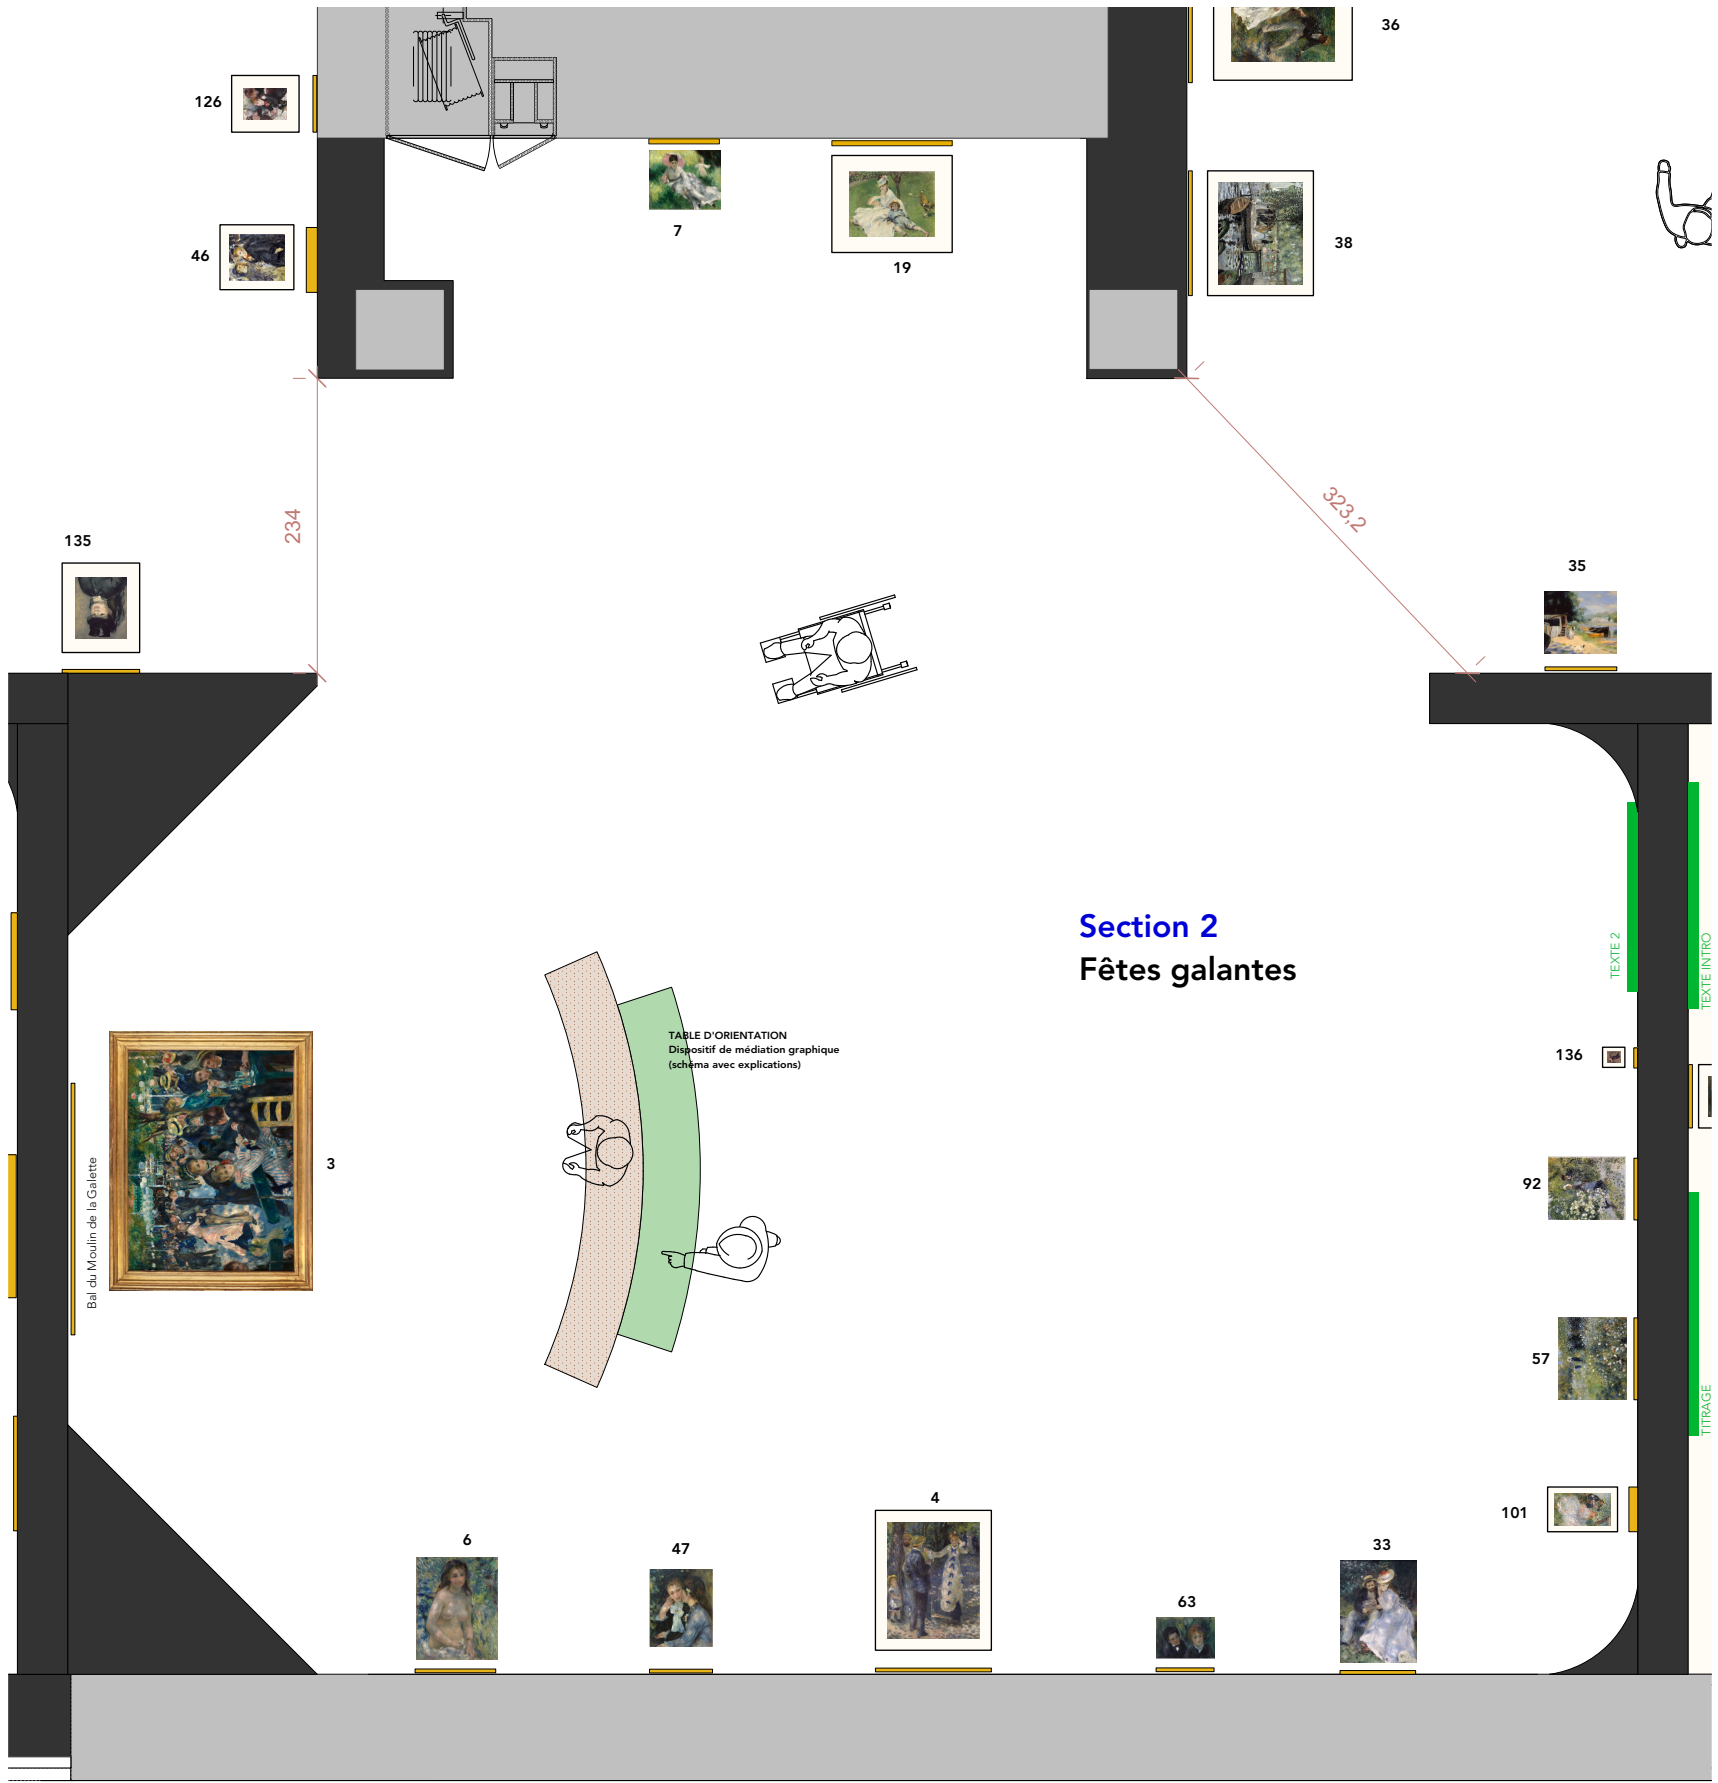 36
126
7
19
46
38
234
323,2
135
35
Section 2
Fêtes galantes
TEXTE 2
TEXTE INTRO
TABLE D'ORIENTATION
Dispositif de médiation graphique
(schéma avec explications)
136
3
Bal du Moulin de la Galette
92
57
TITRAGE
101
4
6
47
33
63